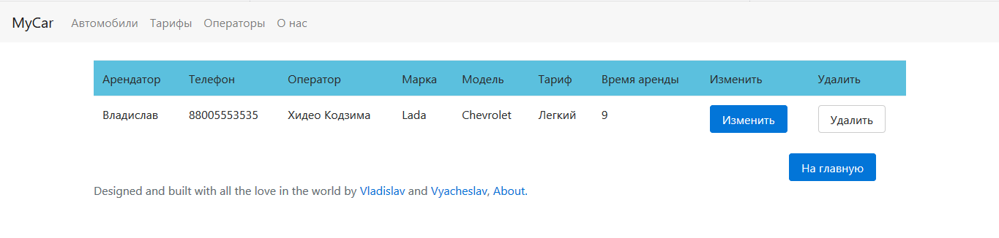 MyCar Автомобили Тарифы Операторы О нас
Арендатор Телефон Оператор Марка Модель Тариф Время аренды Изменить Удалить
Владислав 88005553535 Хидео Кодзима Lada Chevrolet Легкий 9 Изменить Удалить
На главную
Designed and built with all the love in the world by Vladislav and Vyacheslav, About.